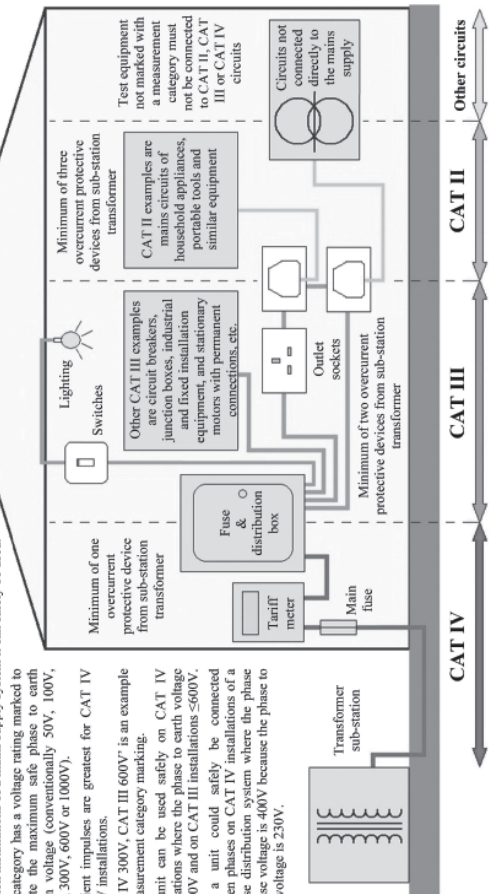 category has a voltage rating marked to
te the maximum safe phase to earth
n voltage (conventionally 50V, 100V,
300V, 600V or 1000V).
ent impulses are greatest for CAT IV
installations.
IV 300V, CAT III 600V' is an example
asurement category marking.
unit can be used safely on CAT IV
ations where the phase to earth voltage
0V and on CAT III installations ≤600V.
a unit could safely be connected
en phases on CAT IV installations of a
se distribution system where the phase
se voltage is 400V because the phase to
voltage is 230V.
Transformer
sub-station
Minimum of one
overcurrent
protective device
from sub-station
transformer
Tariff
meter
Main
fuse
Fuse
&
distribution
box
Switches
Lighting
Other CAT III examples
are circuit breakers,
junction boxes, industrial
and fixed installation
equipment, and stationary
motors with permanent
connections, etc.
Outlet
sockets
Minimum of two overcurrent
protective devices from sub-station
transformer
Minimum of three
overcurrent protective
devices from sub-station
transformer
CAT II examples are
mains circuits of
household appliances,
portable tools and
similar equipment
Test equipment
not marked with
a measurement
category must
not be connected
to CAT II, CAT
III or CAT IV
circuits
Circuits not
connected
directly to
the mains
supply
CAT IV
CAT III
CAT II
Other circuits